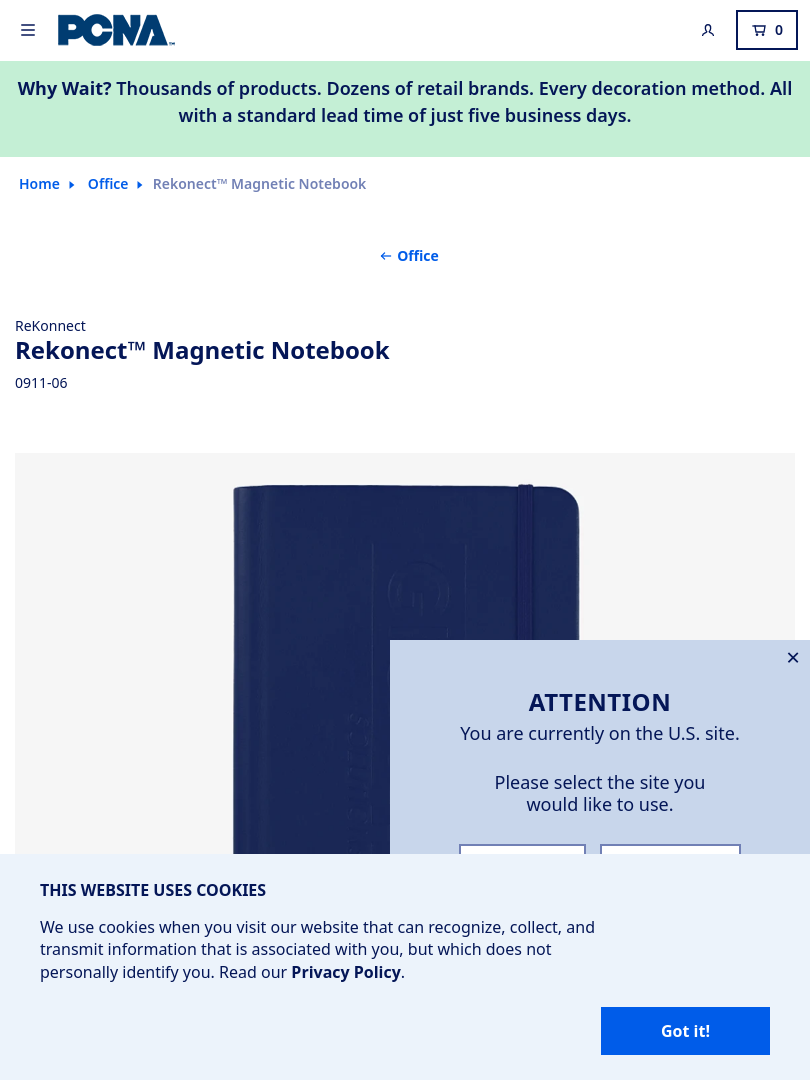 PCNA™
0
Why Wait? Thousands of products. Dozens of retail brands. Every decoration method. All
with a standard lead time of just five business days.
Home
Office
Rekonect™ Magnetic Notebook
Office
ReKonnect
Rekonect™ Magnetic Notebook
0911-06
ATTENTION
You are currently on the U.S. site.
Please select the site you
would like to use.
THIS WEBSITE USES COOKIES
We use cookies when you visit our website that can recognize, collect, and
transmit information that is associated with you, but which does not
personally identify you. Read our Privacy Policy.
Got it!